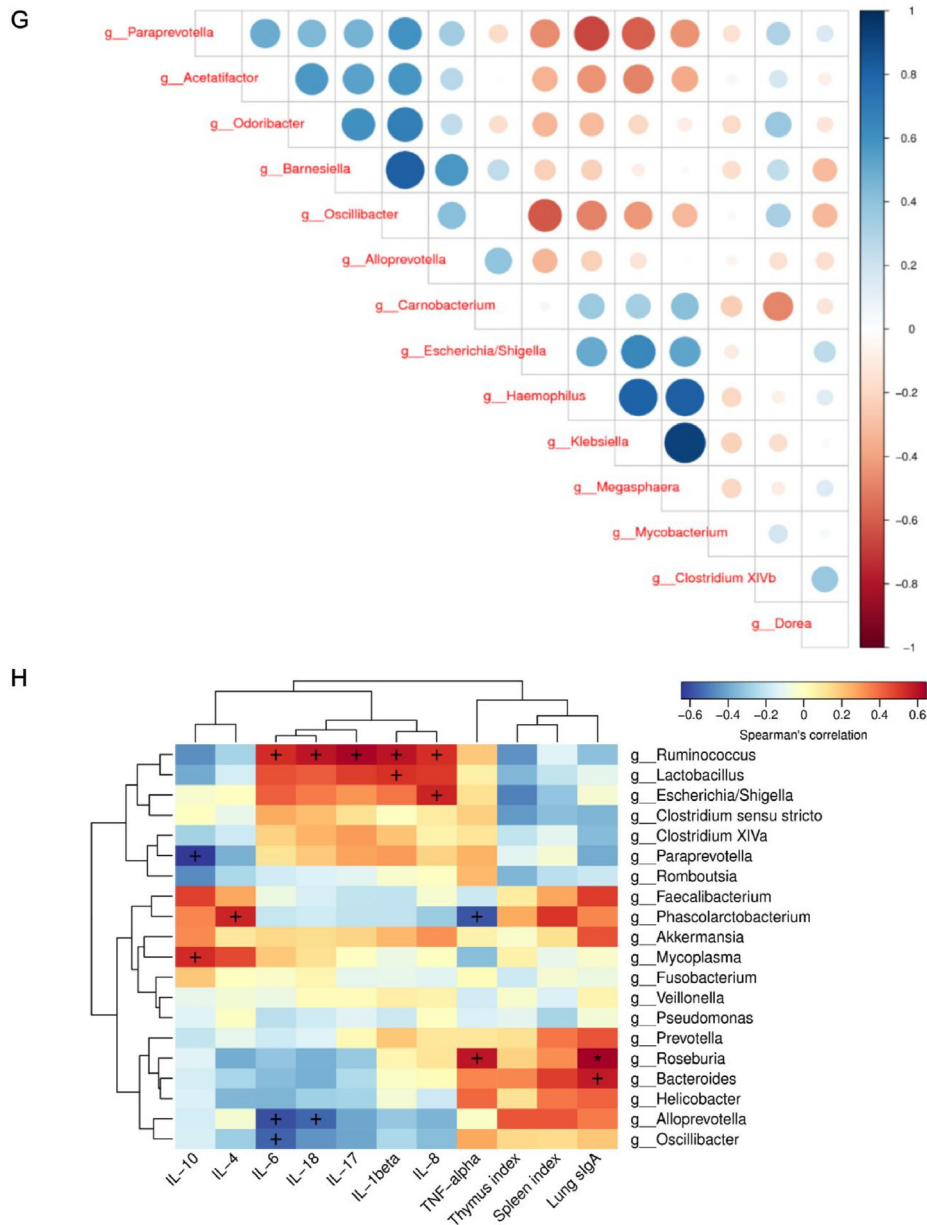 G
g__Paraprevotella
g__Acetatifactor
g__Odoribacter
g__Barnesiella
g__Oscillibacter
g__Alloprevotella
g__Carnobacterium
g__Escherichia/Shigella
g__Haemophilus
g__Klebsiella
g__Megasphaera
g__Mycobacterium
g__Clostridium XIVb
g__Dorea
1
0.8
0.6
0.4
0.2
0
−0.2
−0.4
−0.6
−0.8
−1
H
−0.6 −0.2 0 0.2 0.4 0.6
Spearman's correlation
g__Ruminococcus
g__Lactobacillus
g__Escherichia/Shigella
g__Clostridium sensu stricto
g__Clostridium XIVa
g__Paraprevotella
g__Romboutsia
g__Faecalibacterium
g__Phascolarctobacterium
g__Akkermansia
g__Mycoplasma
g__Fusobacterium
g__Veillonella
g__Pseudomonas
g__Prevotella
g__Roseburia
g__Bacteroides
g__Helicobacter
g__Alloprevotella
g__Oscillibacter
IL−10
IL−4
IL−6
IL−18
IL−17
IL−1beta
IL−8
TNF−alpha
Thymus index
Spleen index
Lung sIgA